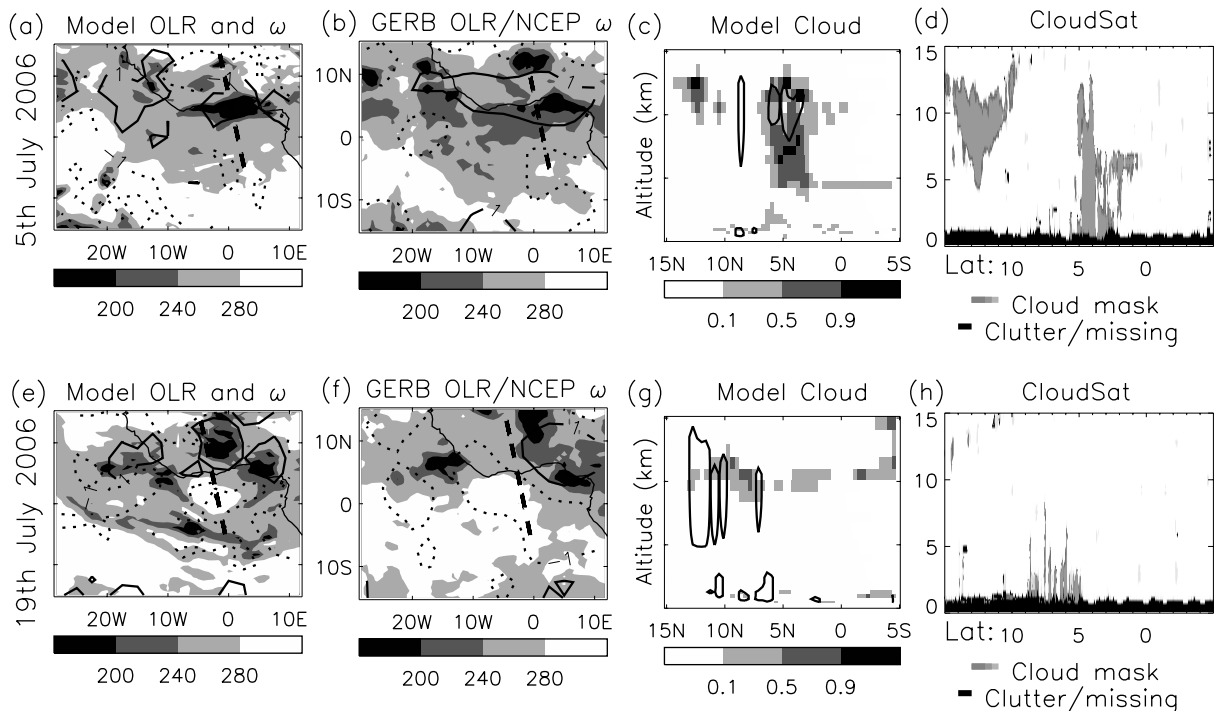 (a) Model OLR and ω
(b) GERB OLR/NCEP ω
(c) Model Cloud
(d) CloudSat
5th July 2006
10N
0
10S
20W 10W 0 10E
20W 10W 0 10E
200 240 280
200 240 280
Altitude (km)
15
10
5
0
15N 10N 5N 0 5S
0.1 0.5 0.9
Lat: 10 5 0
Cloud mask
Clutter/missing
(e) Model OLR and ω
(f) GERB OLR/NCEP ω
(g) Model Cloud
(h) CloudSat
19th July 2006
10N
0
10S
20W 10W 0 10E
20W 10W 0 10E
200 240 280
200 240 280
Altitude (km)
15
10
5
0
15N 10N 5N 0 5S
0.1 0.5 0.9
Lat: 10 5 0
Cloud mask
Clutter/missing